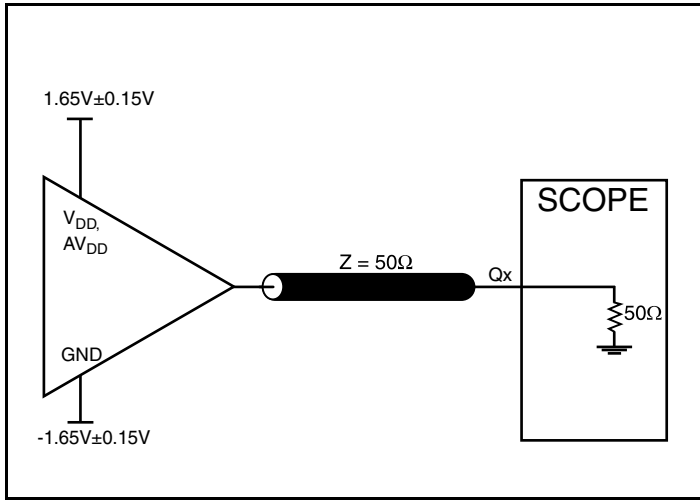 1.65V±0.15V
SCOPE
VDD,
AVDD
Z = 50Ω
Qx
50Ω
GND
-1.65V±0.15V